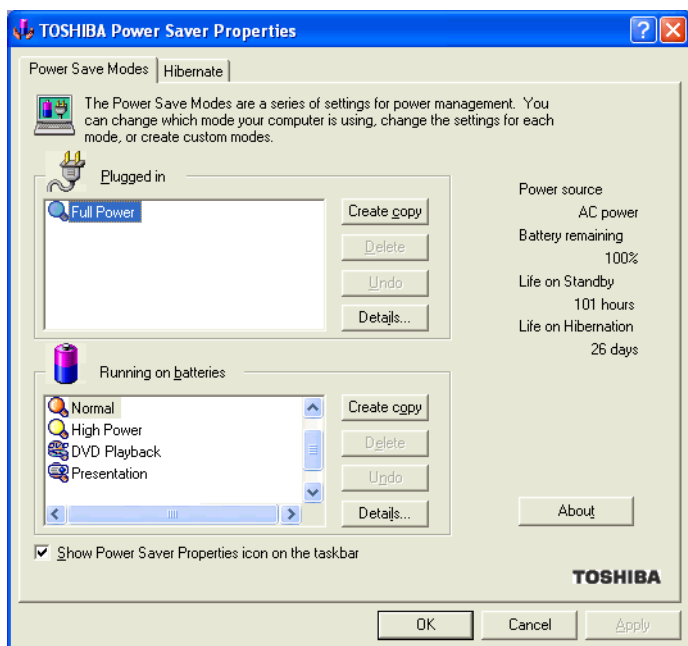 TOSHIBA Power Saver Properties
Power Save Modes
Hibernate
The Power Save Modes are a series of settings for power management. You
can change which mode your computer is using, change the settings for each
mode, or create custom modes.
Plugged in
Full Power
Create copy
Delete
Undo
Details...
Power source
AC power
Battery remaining
100%
Life on Standby
101 hours
Life on Hibernation
26 days
Running on batteries
Normal
High Power
DVD Playback
Presentation
Create copy
Delete
Undo
Details...
About
Show Power Saver Properties icon on the taskbar
TOSHIBA
OK
Cancel
Apply